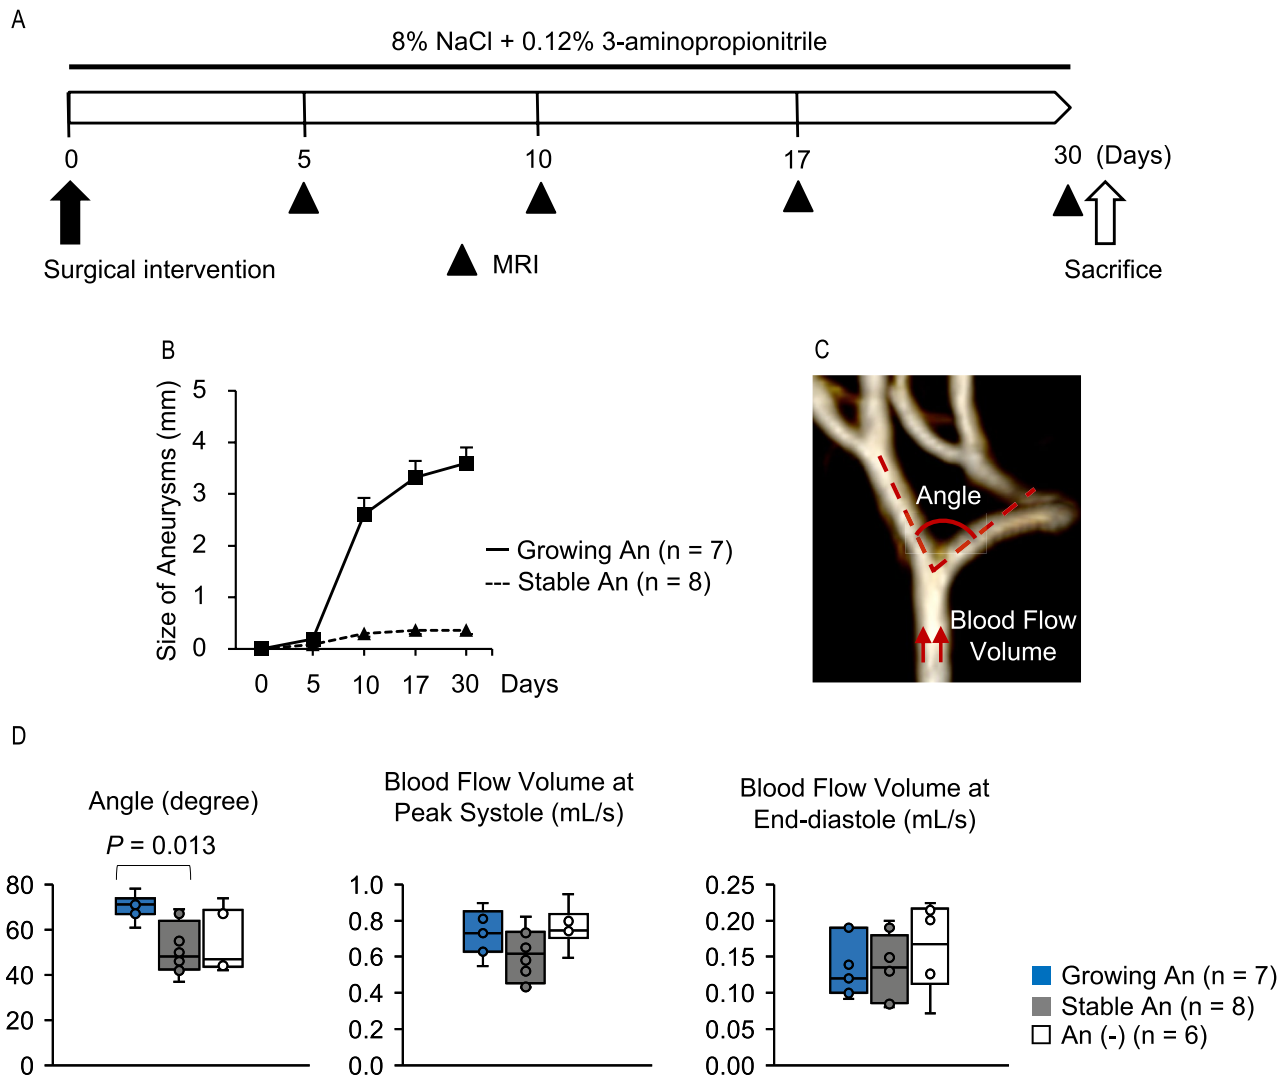 A
8% NaCl + 0.12% 3-aminopropionitrile
0 5 10 17 30 (Days)
Surgical intervention
MRI
Sacrifice
B
Size of Aneurysms (mm)
5
4
3
2
1
0
0 5 10 17 30 Days
Growing An (n = 7)
Stable An (n = 8)
C
Angle
Blood Flow
Volume
D
Angle (degree)
P = 0.013
80
60
40
20
0
Blood Flow Volume at
Peak Systole (mL/s)
1.0
0.8
0.6
0.4
0.2
0.0
Blood Flow Volume at
End-diastole (mL/s)
0.25
0.20
0.15
0.10
0.05
0.00
Growing An (n = 7)
Stable An (n = 8)
An (-) (n = 6)